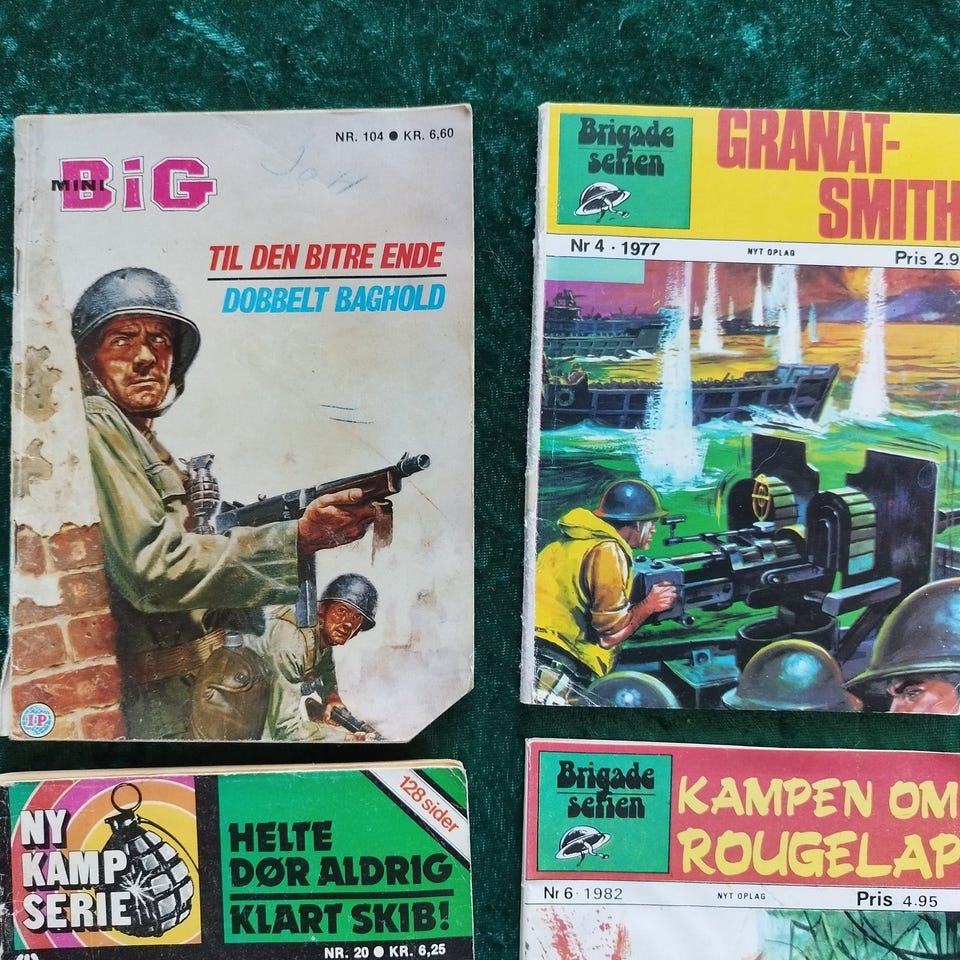 NR. 104 ● KR. 6,60
MINI BiG
TIL DEN BITRE ENDE
DOBBELT BAGHOLD
I·P
Brigade
serien
GRANAT-
SMITH
Nr 4 · 1977
NYT OPLAG
Pris 2.9
NY
KAMP
SERIE
128 sider
HELTE
DØR ALDRIG
KLART SKIB!
NR. 20 ● KR. 6,25
Brigade
serien
KAMPEN OM
ROUGELAP
Nr 6 · 1982
NYT OPLAG
Pris 4.95